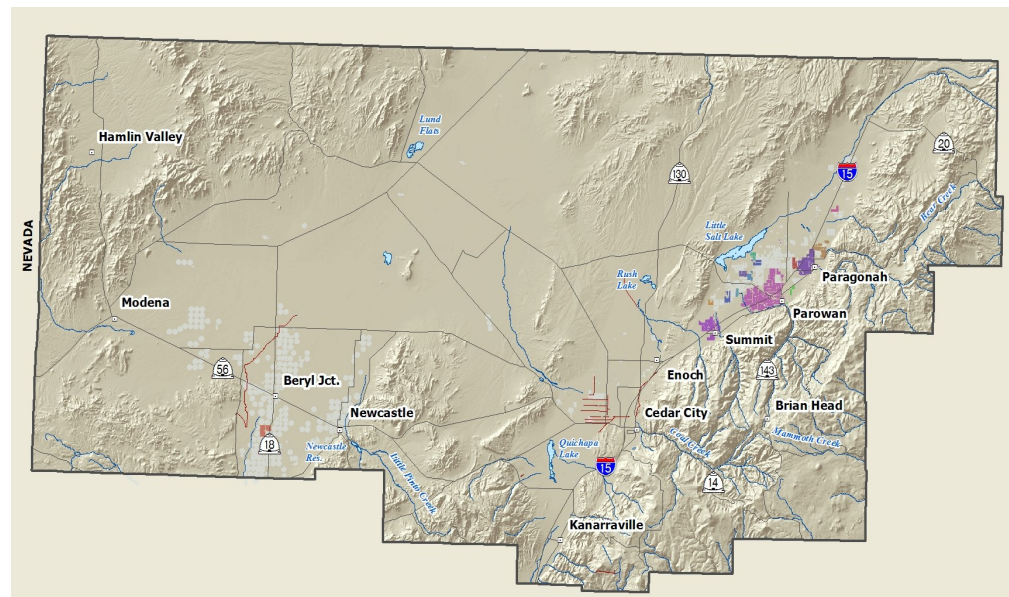 Lund
Flats
Hamlin Valley
20
130
15
Bear Creek
NEVADA
Little
Salt Lake
Rush
Lake
Paragonah
Modena
Parowan
Summit
56
Enoch
143
Beryl Jct.
Newcastle
Cedar City
Brian Head
18
Newcastle
Res.
Quichapa
Lake
Coal Creek
Mammoth Creek
15
14
Little Pinto Creek
Kanarraville